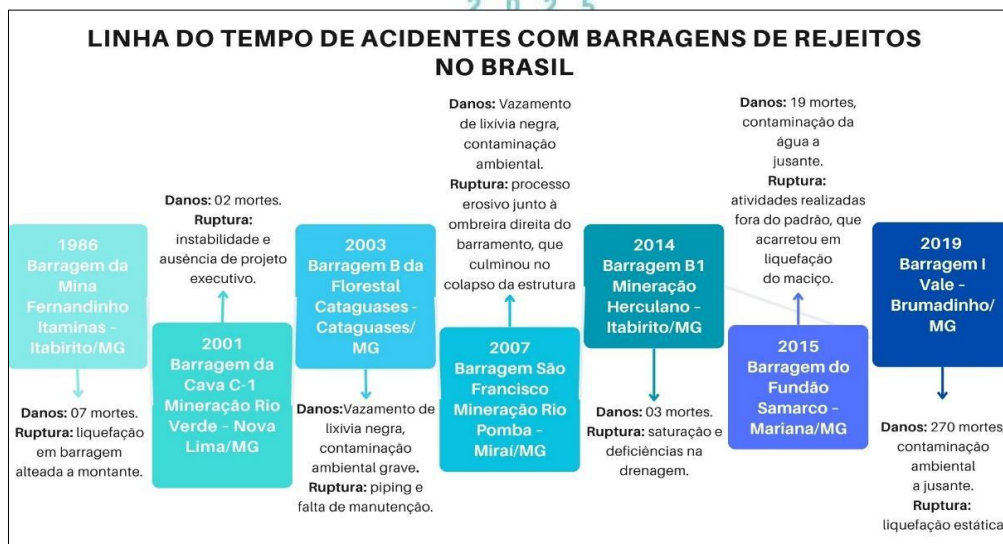 2025
LINHA DO TEMPO DE ACIDENTES COM BARRAGENS DE REJEITOS
NO BRASIL
1986
Barragem da
Mina
Fernandinho
Itaminas -
Itabirito/MG
Danos: 07 mortes.
Ruptura: liquefação
em barragem
alteada a montante.
Danos: 02 mortes.
Ruptura:
instabilidade e
ausência de projeto
executivo.
2001
Barragem da
Cava C-1
Mineração Rio
Verde - Nova
Lima/MG
2003
Barragem B da
Florestal
Cataguases -
Cataguases/
MG
Danos:Vazamento de
lixívia negra,
contaminação
ambiental grave.
Ruptura: piping e
falta de manutenção.
Danos: Vazamento
de lixívia negra,
contaminação
ambiental.
Ruptura: processo
erosivo junto à
ombreira direita do
barramento, que
culminou no
colapso da estrutura
2007
Barragem São
Francisco
Mineração Rio
Pomba -
Miraí/MG
2014
Barragem B1
Mineração
Herculano -
Itabirito/MG
Danos: 03 mortes.
Ruptura: saturação e
deficiências na
drenagem.
Danos: 19 mortes,
contaminação da
água a
jusante.
Ruptura:
atividades realizadas
fora do padrão, que
acarretou em
liquefação
do maciço.
2015
Barragem do
Fundão
Samarco -
Mariana/MG
2019
Barragem I
Vale -
Brumadinho/
MG
Danos: 270 mortes,
contaminação
ambiental
a jusante.
Ruptura:
liquefação estática